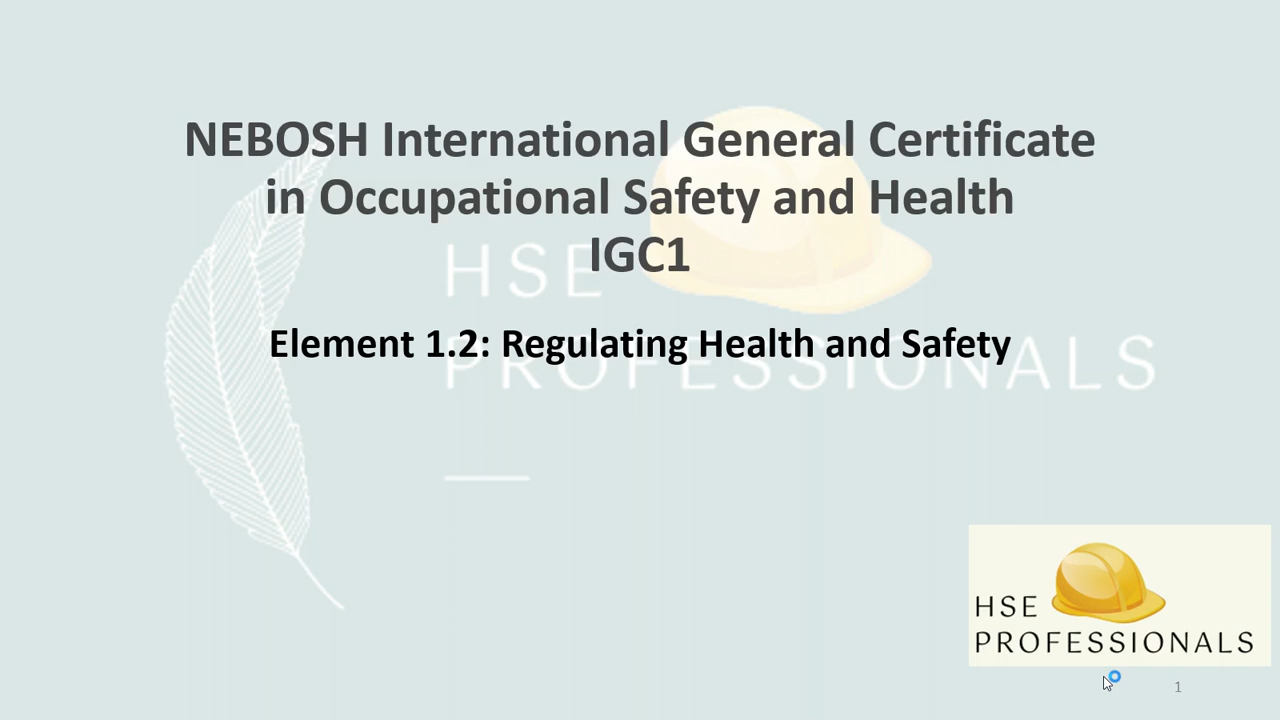 NEBOSH International General Certificate
in Occupational Safety and Health
IGC1
HSE
Element 1.2: Regulating Health and Safety
PROFESSIONALS
HSE
PROFESSIONALS
1